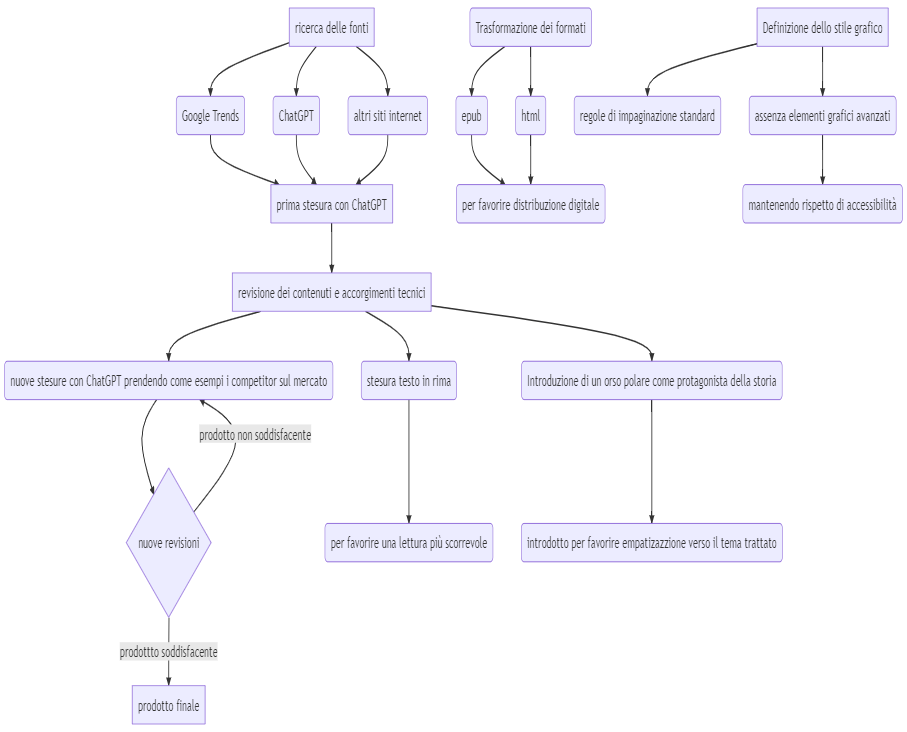 ricerca delle fonti
Trasformazione dei formati
Definizione dello stile grafico
Google Trends
ChatGPT
altri siti internet
epub
html
regole di impaginazione standard
assenza elementi grafici avanzati
prima stesura con ChatGPT
per favorire distribuzione digitale
mantenendo rispetto di accessibilità
revisione dei contenuti e accorgimenti tecnici
nuove stesure con ChatGPT prendendo come esempi i competitor sul mercato
stesura testo in rima
Introduzione di un orso polare come protagonista della storia
prodotto non soddisfacente
nuove revisioni
per favorire una lettura più scorrevole
introdotto per favorire empatizazzione verso il tema trattato
prodottto soddisfacente
prodotto finale